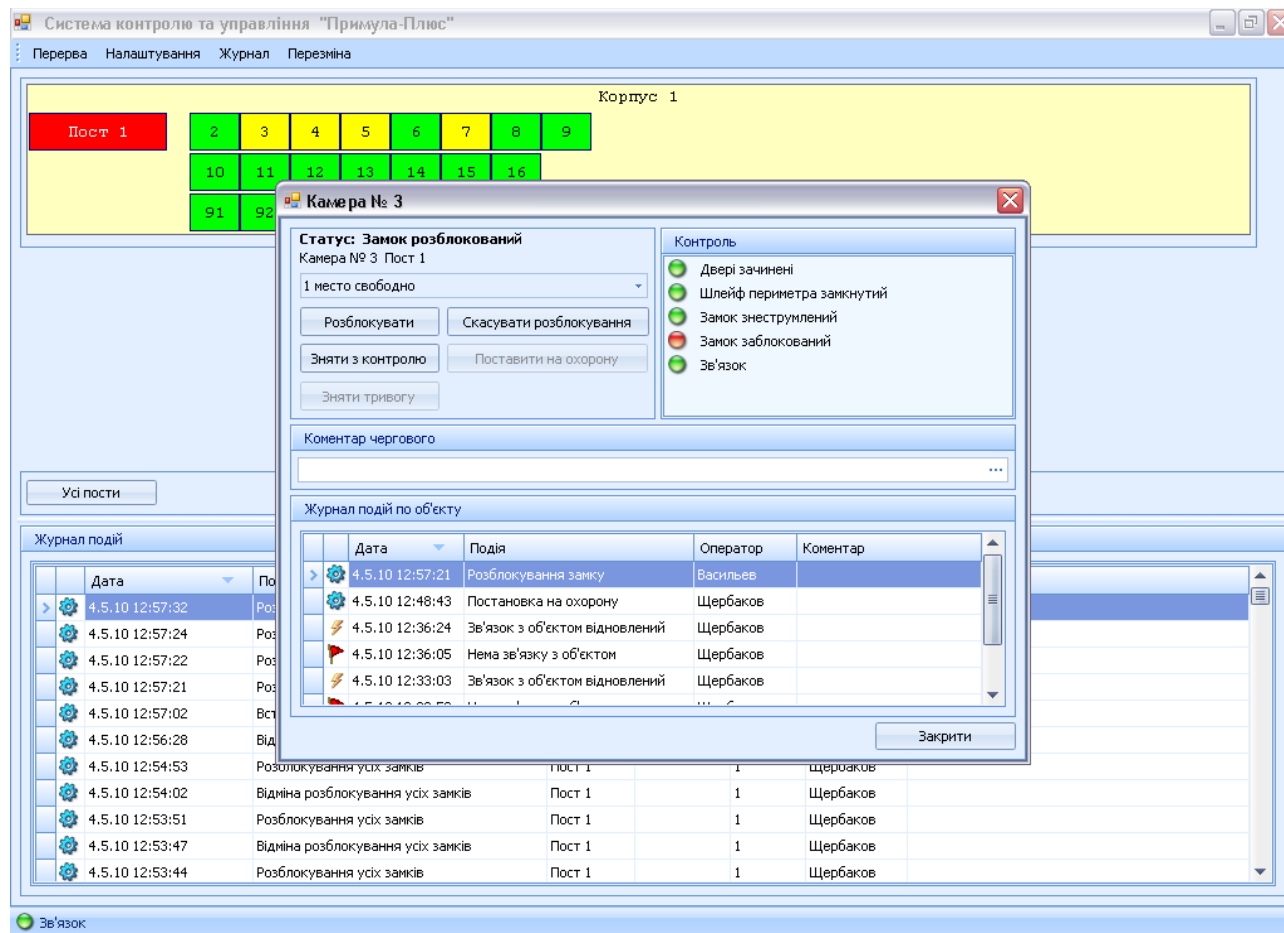 Система контролю та управління "Примула-Плюс"
Перерва Налаштування Журнал Перезміна
Корпус 1
Пост 1 2 3 4 5 6 7 8 9
10 11 12 13 14 15 16
91 92
Камера № 3
Статус: Замок розблокований
Камера № 3 Пост 1
1 место свободно
Розблокувати Скасувати розблокування
Зняти з контролю Поставити на охорону
Зняти тривогу
Контроль
Двері зачинені
Шлейф периметра замкнутий
Замок знеструмлений
Замок заблокований
Зв'язок
Коментар чергового
...
Журнал подій по об'єкту
Дата Подія Оператор Коментар
4.5.10 12:57:21 Розблокування замку Васильев
4.5.10 12:48:43 Постановка на охорону Щербаков
4.5.10 12:36:24 Зв'язок з об'єктом відновлений Щербаков
4.5.10 12:36:05 Нема зв'язку з об'єктом Щербаков
4.5.10 12:33:03 Зв'язок з об'єктом відновлений Щербаков
Закрити
Усі пости
Журнал подій
Дата По
4.5.10 12:57:32 Роз
4.5.10 12:57:24 Роз
4.5.10 12:57:22 Роз
4.5.10 12:57:21 Роз
4.5.10 12:57:02 Вст
4.5.10 12:56:28 Від
4.5.10 12:54:53 Розблокування усіх замків Пост 1 1 Щербаков
4.5.10 12:54:02 Відміна розблокування усіх замків Пост 1 1 Щербаков
4.5.10 12:53:51 Розблокування усіх замків Пост 1 1 Щербаков
4.5.10 12:53:47 Відміна розблокування усіх замків Пост 1 1 Щербаков
4.5.10 12:53:44 Розблокування усіх замків Пост 1 1 Щербаков
Зв'язок